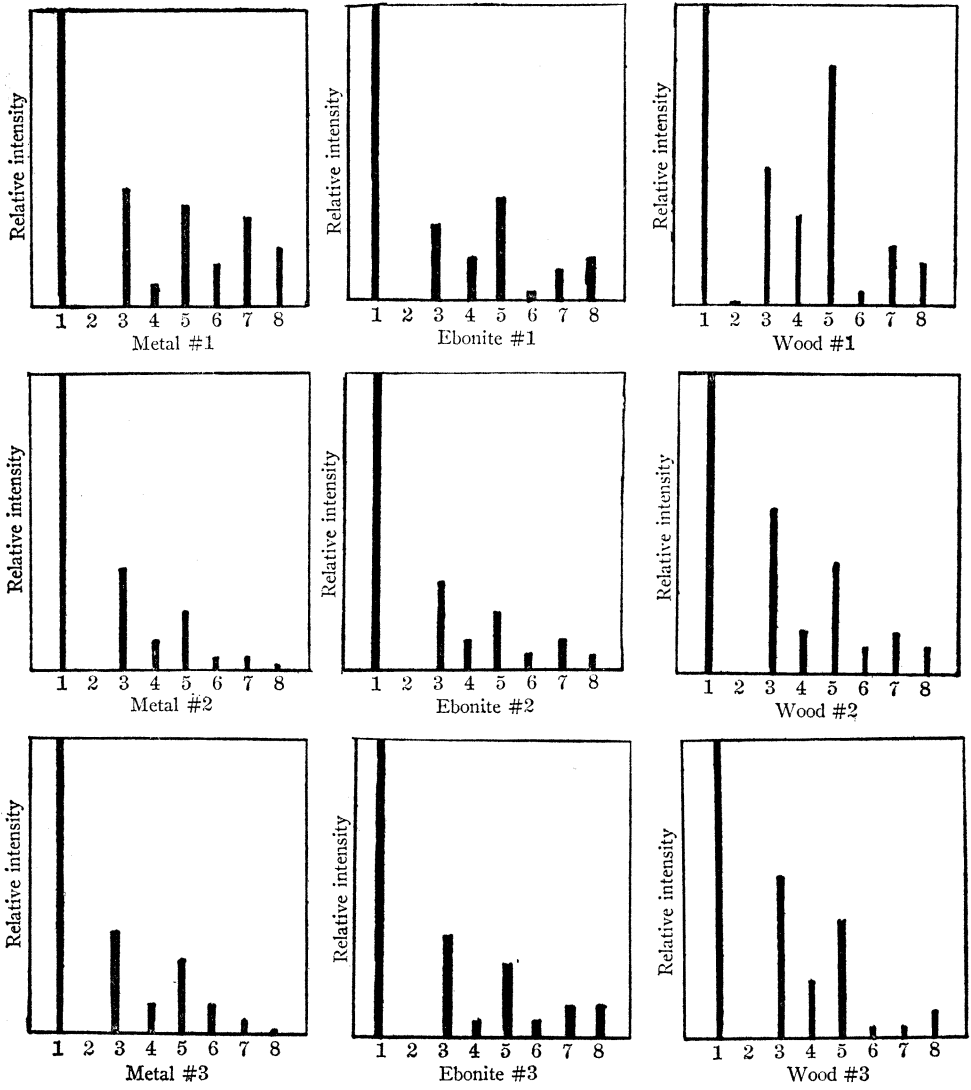 Relative intensity
1 2 3 4 5 6 7 8
Metal #1
Relative intensity
1 2 3 4 5 6 7 8
Ebonite #1
Relative intensity
1 2 3 4 5 6 7 8
Wood #1
Relative intensity
1 2 3 4 5 6 7 8
Metal #2
Relative intensity
1 2 3 4 5 6 7 8
Ebonite #2
Relative intensity
1 2 3 4 5 6 7 8
Wood #2
Relative intensity
1 2 3 4 5 6 7 8
Metal #3
Relative intensity
1 2 3 4 5 6 7 8
Ebonite #3
Relative intensity
1 2 3 4 5 6 7 8
Wood #3